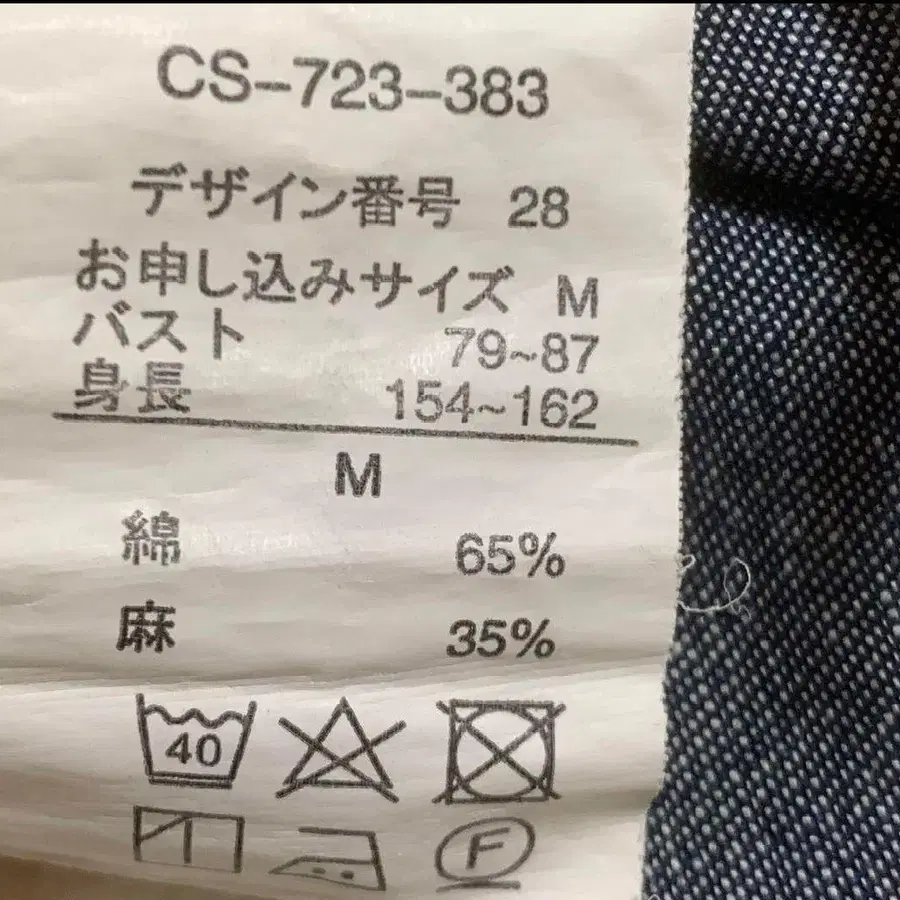 CS-723-383
デザイン番号 28
お申し込みサイズ M
バスト 79~87
身長 154~162
M
綿 65%
麻 35%
40
F